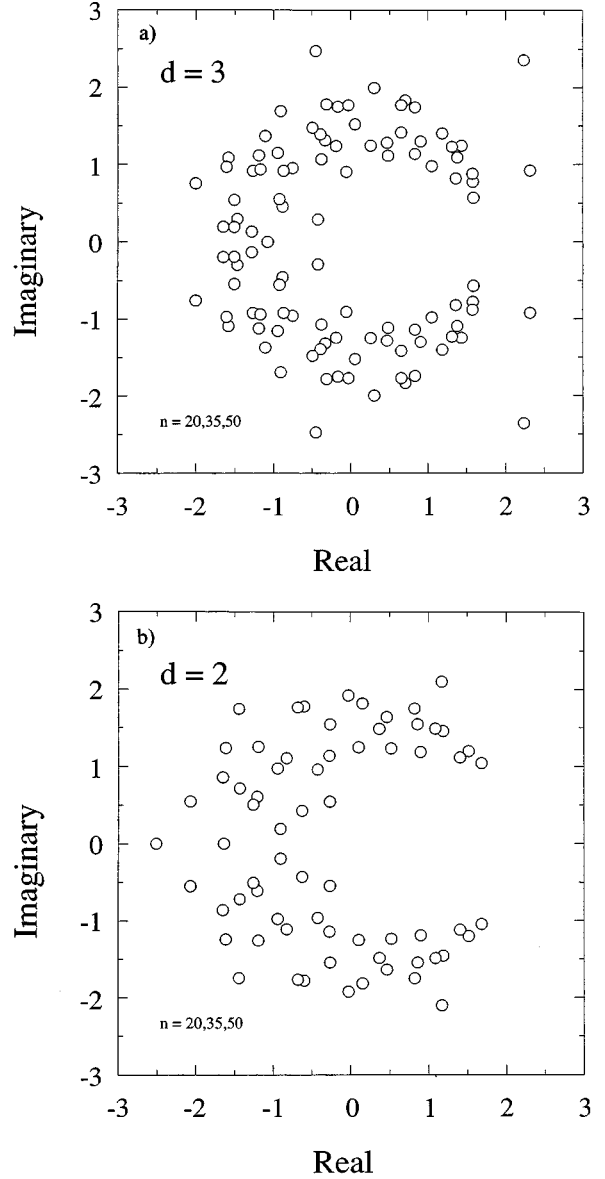 a)
d = 3
3
2
1
0
-1
-2
-3
Imaginary
n = 20,35,50
-3 -2 -1 0 1 2 3
Real
b)
d = 2
3
2
1
0
-1
-2
-3
Imaginary
n = 20,35,50
-3 -2 -1 0 1 2 3
Real